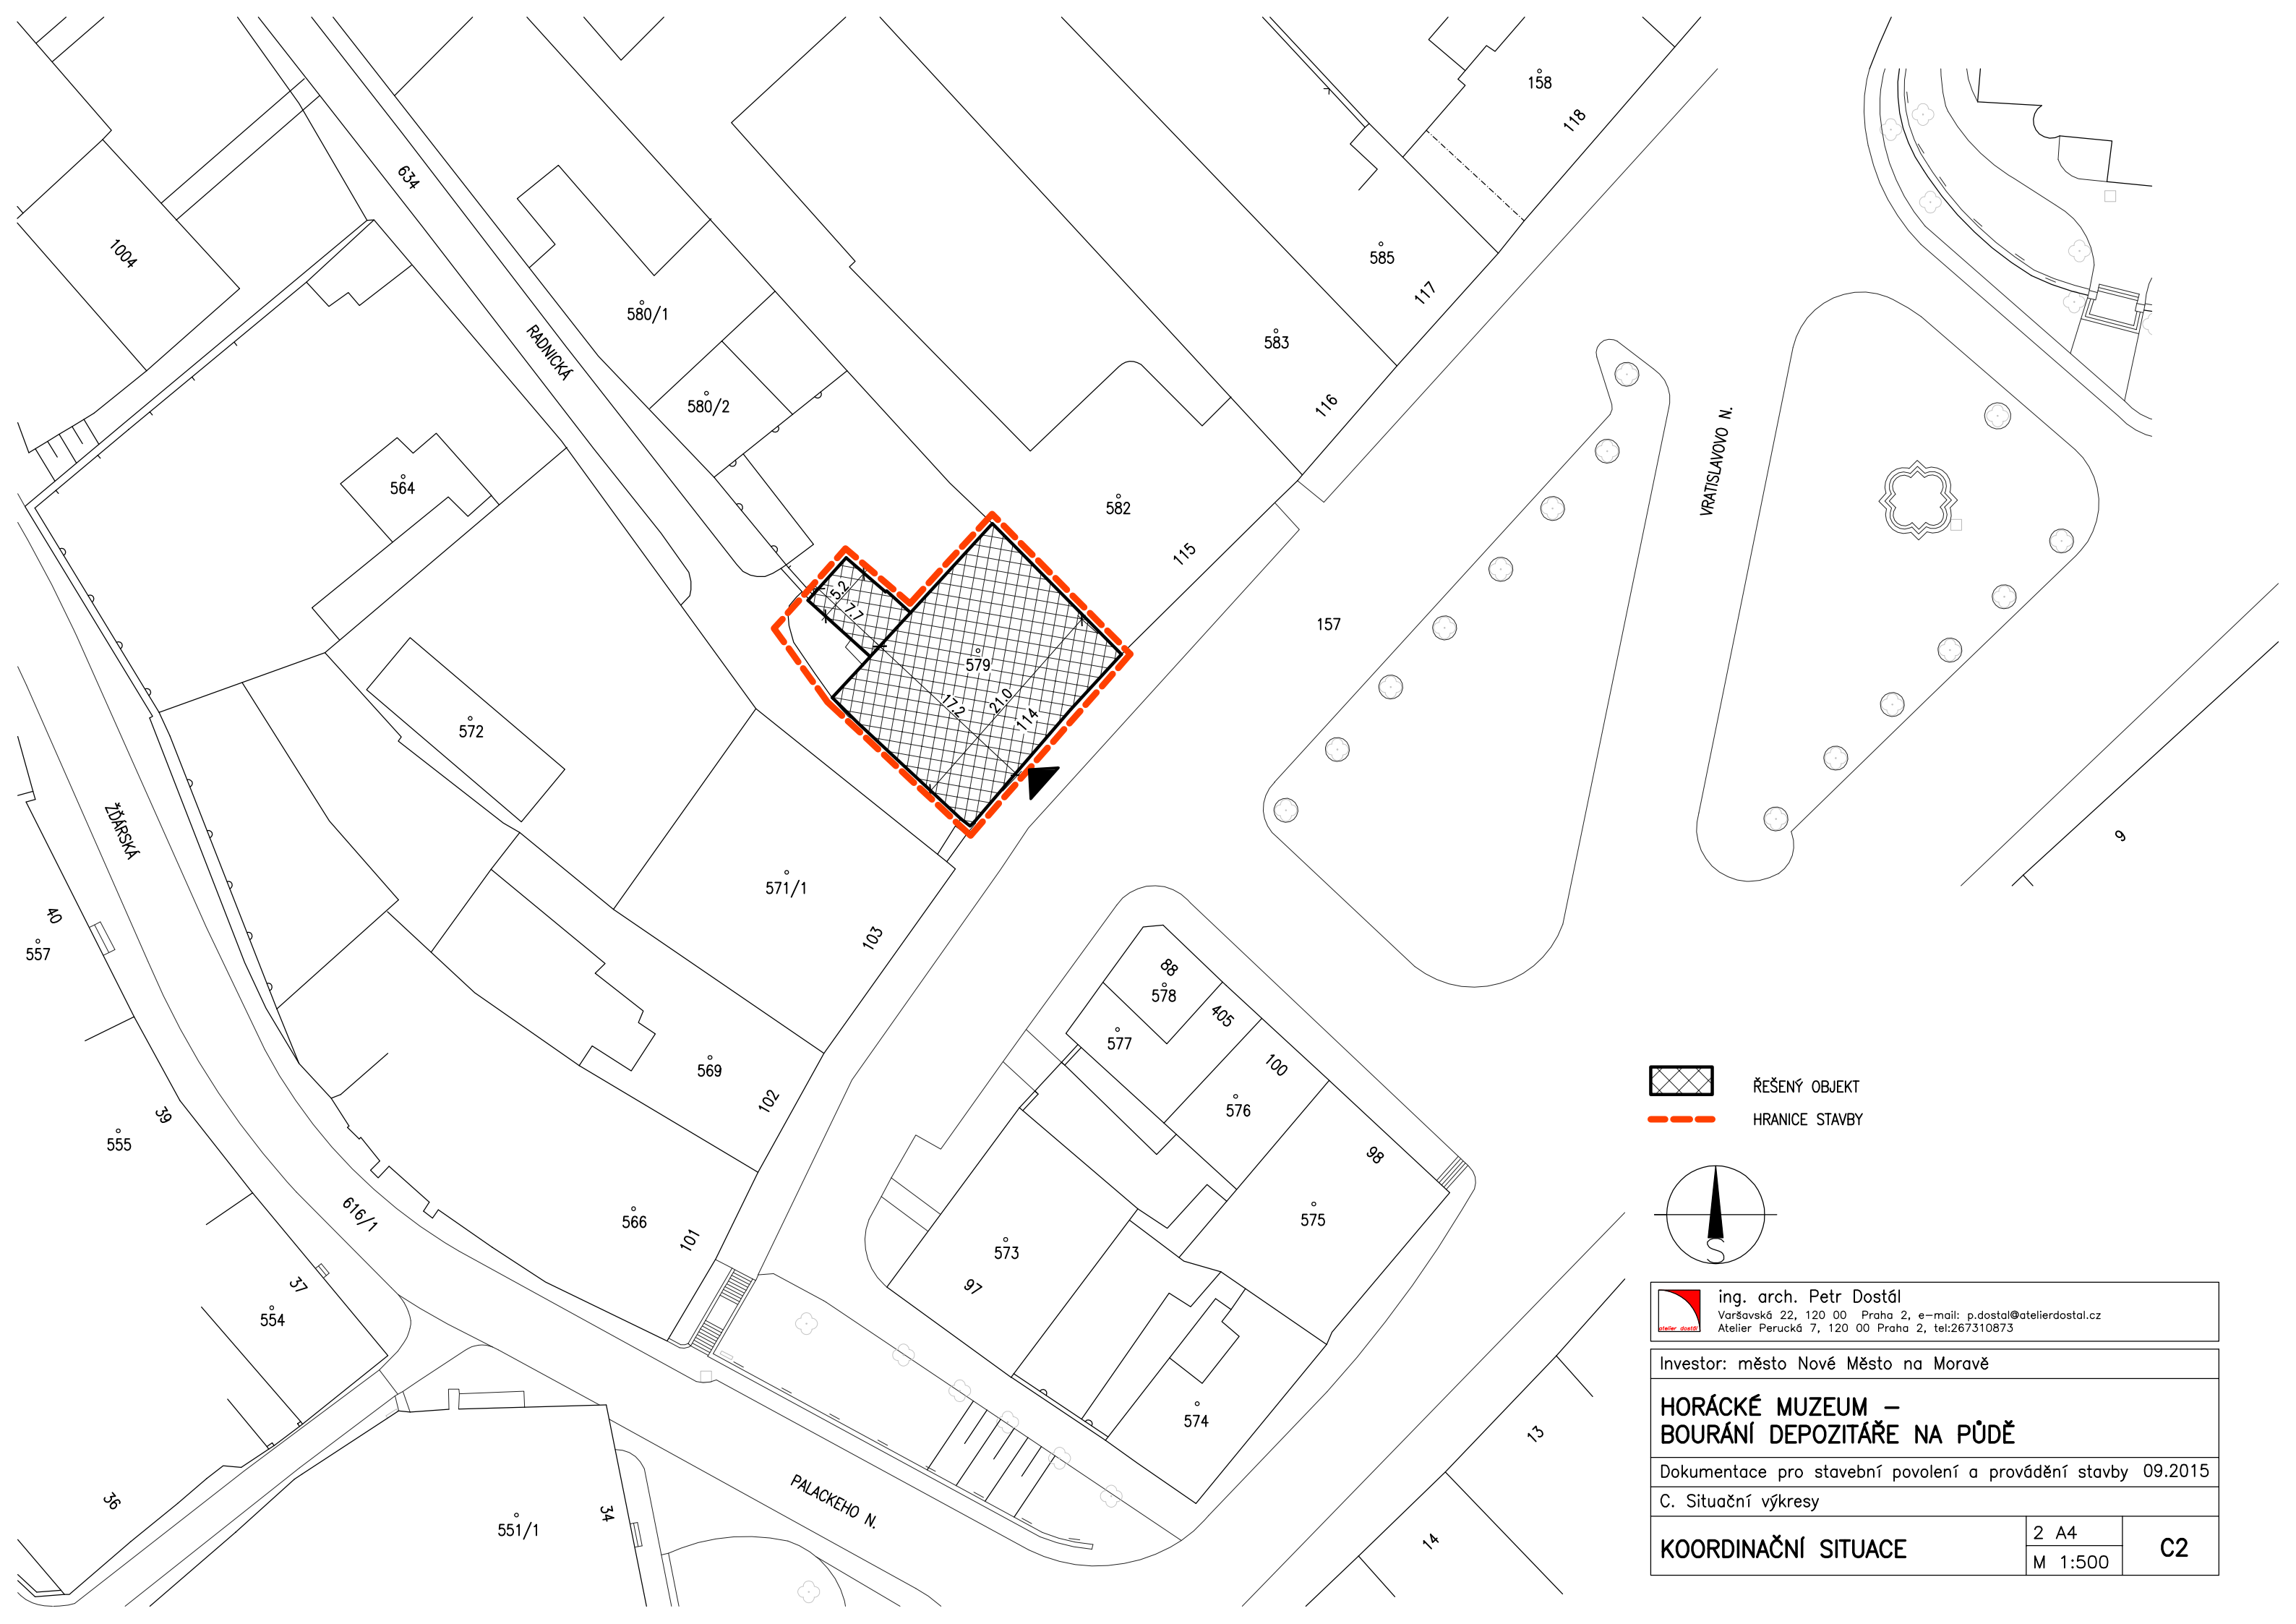 158
118
634
1004
585
117
RADNICKÁ
580/1
583
116
580/2
VRATISLAVOVO N.
564
582
115
157
5.2
7.7
579
17.2
21.0
114
572
ŽĎÁRSKÁ
9
571/1
40
557
103
88
578
405
577
100
576
569
102
39
555
98
616/1
566
101
575
573
97
37
554
574
13
14
36
PALACKEHO N.
551/1
34
ŘEŠENÝ OBJEKT
HRANICE STAVBY
S
atelier dostál
ing. arch. Petr Dostál
Varšavská 22, 120 00 Praha 2, e-mail: p.dostal@atelierdostal.cz
Atelier Perucká 7, 120 00 Praha 2, tel:267310873
Investor: město Nové Město na Moravě
HORÁCKÉ MUZEUM –
BOURÁNÍ DEPOZITÁŘE NA PŮDĚ
Dokumentace pro stavební povolení a provádění stavby 09.2015
C. Situační výkresy
KOORDINAČNÍ SITUACE
2 A4
M 1:500
C2